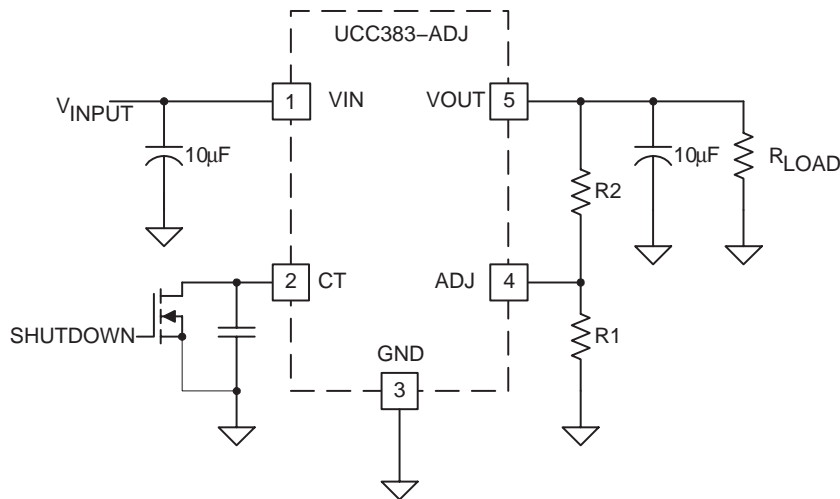 UCC383–ADJ
VINPUT
1
VIN
VOUT
5
10μF
R2
10μF
RLOAD
2
CT
ADJ
4
SHUTDOWN
R1
GND
3